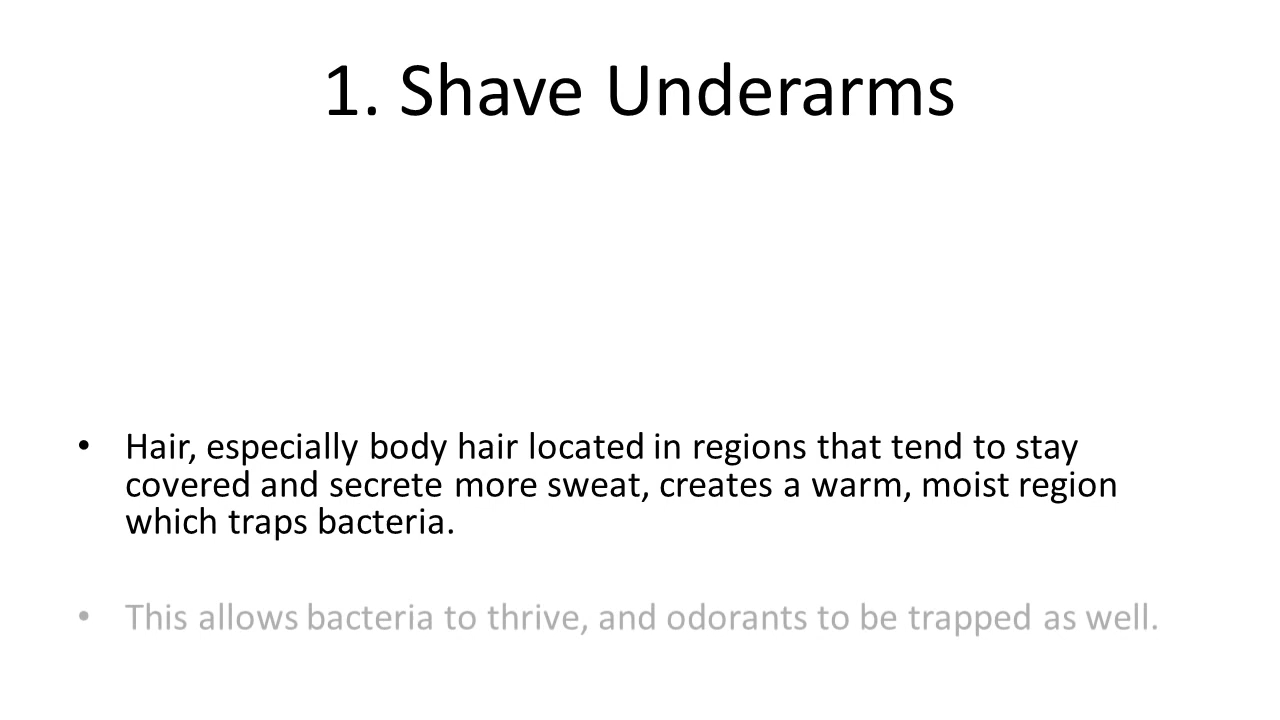 1. Shave Underarms
• Hair, especially body hair located in regions that tend to stay
covered and secrete more sweat, creates a warm, moist region
which traps bacteria.
• This allows bacteria to thrive, and odorants to be trapped as well.